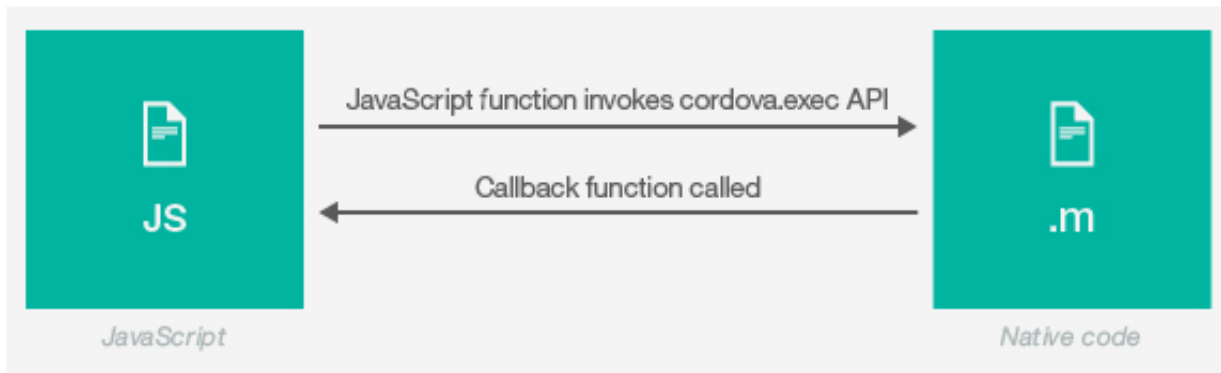 JavaScript function invokes cordova.exec API
Callback function called
JS
.m
JavaScript
Native code